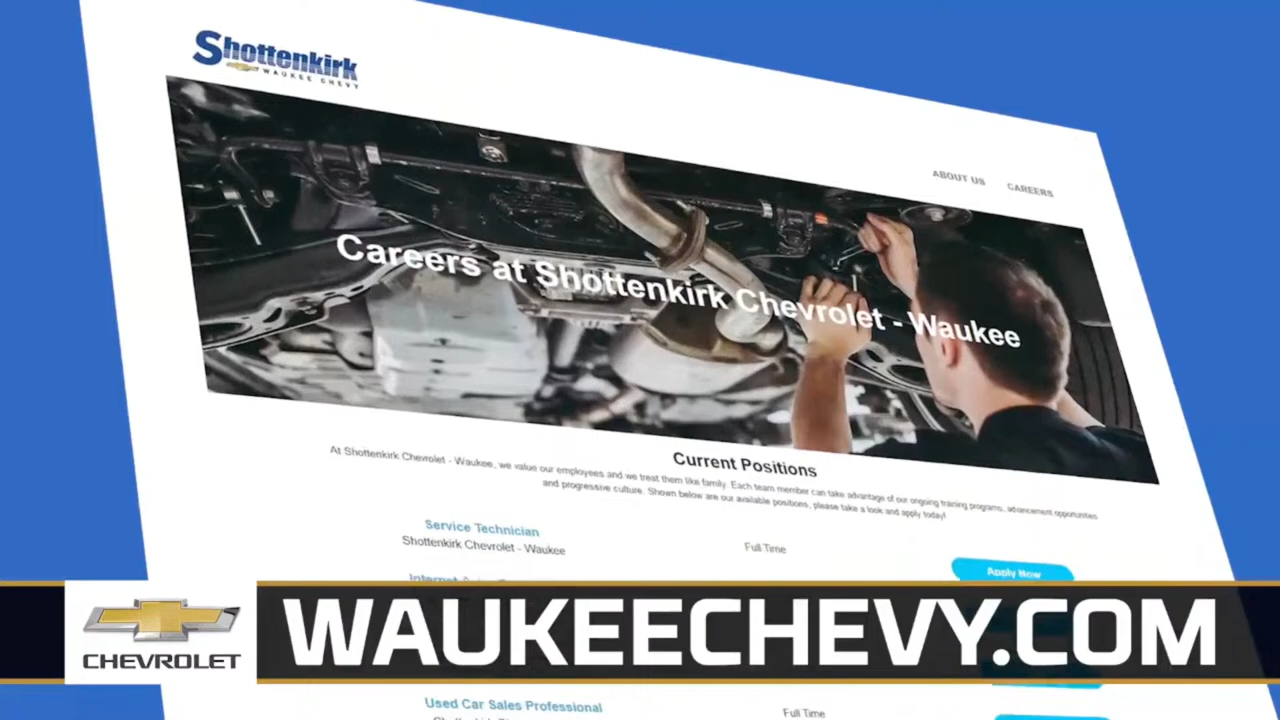 Shottenkirk
WAUKEE CHEVY
ABOUT US CAREERS
Careers at Shottenkirk Chevrolet - Waukee
Current Positions
At Shottenkirk Chevrolet - Waukee, we value our employees and we treat them like family. Each team member can take advantage of our ongoing training programs, advancement opportunities
and progressive culture. Shown below are our available positions, please take a look and apply today!
Service Technician
Shottenkirk Chevrolet - Waukee
Full Time
Apply Now
Internet
CHEVROLET
WAUKEECHEVY.COM
Used Car Sales Professional
Full Time